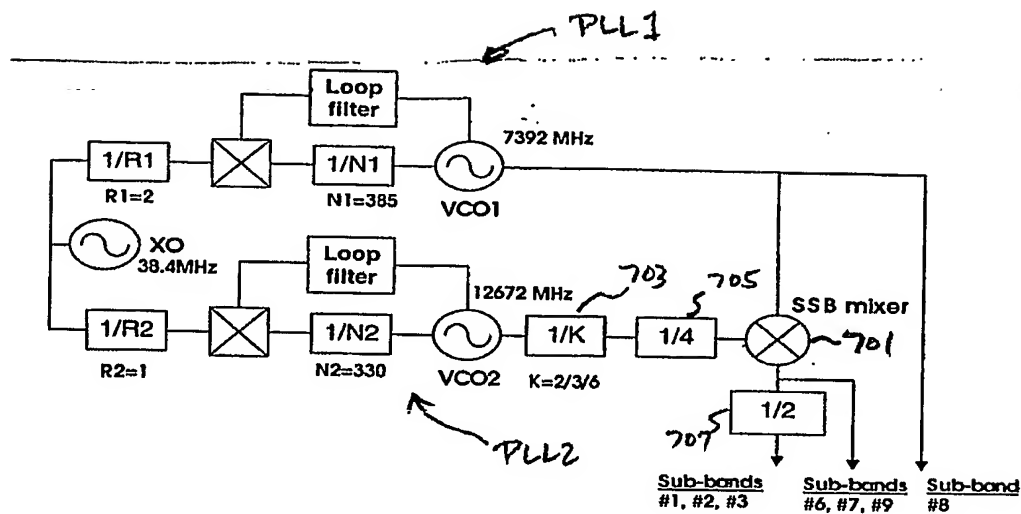 PLL1
Loop
filter
7392 MHz
1/R1
1/N1
R1=2
N1=385
VCO1
XO
38.4MHz
Loop
filter
12672 MHz
703
705
SSB mixer
1/R2
1/N2
1/K
1/4
701
R2=1
N2=330
VCO2
K=2/3/6
1/2
707
PLL2
Sub-bands
#1, #2, #3
Sub-bands
#6, #7, #9
Sub-band
#8